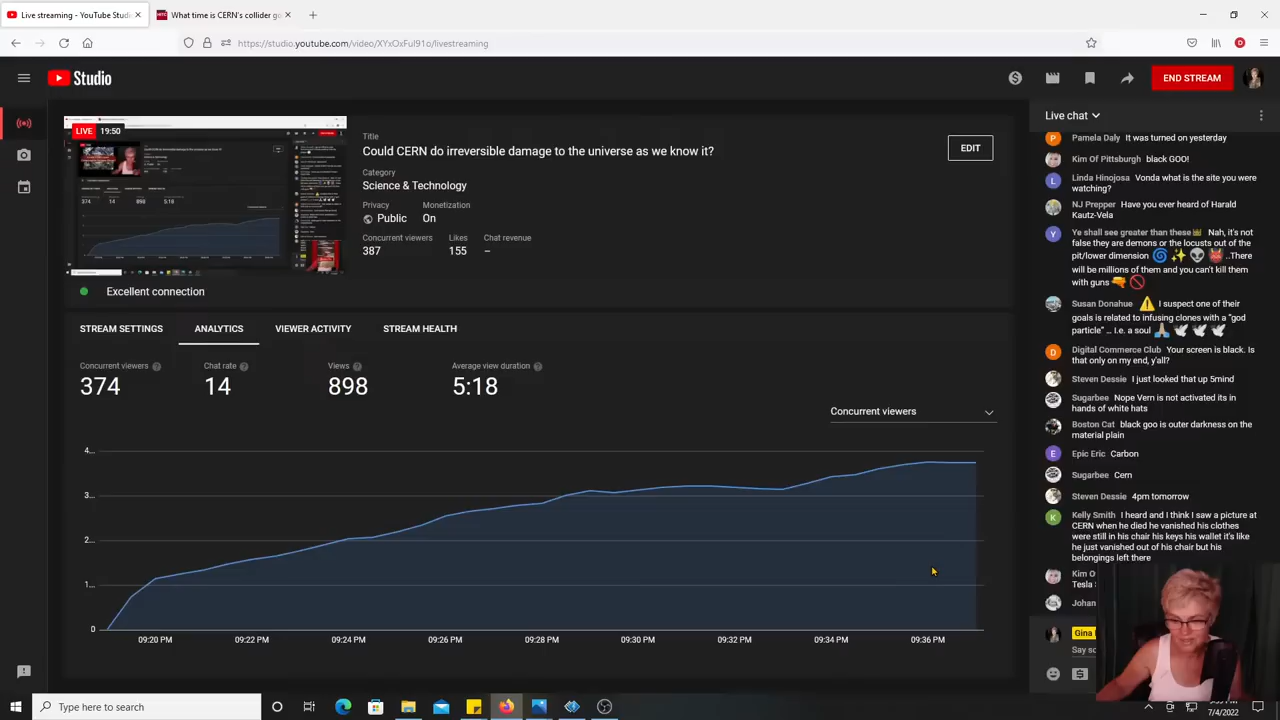 Live streaming - YouTube Studi
What time is CERN's collider go
https://studio.youtube.com/video/XYxOxFuI91o/livestreaming
Studio
END STREAM
LIVE 19:50
Title
Could CERN do irreversible damage to the universe as we know it?
EDIT
Category
Science & Technology
Privacy Monetization
Public On
Concurrent viewers Likes Chat revenue
387 155 –
Excellent connection
STREAM SETTINGS ANALYTICS VIEWER ACTIVITY STREAM HEALTH
Concurrent viewers Chat rate Views Average view duration
374 14 898 5:18
Concurrent viewers
4...
3...
2...
1...
0
09:20 PM 09:22 PM 09:24 PM 09:26 PM 09:28 PM 09:30 PM 09:32 PM 09:34 PM 09:36 PM
Live chat
Pamela Daly It was turned on yesterday
Kim Of Pittsburgh black GOO!
Linda Hinojosa Vonda what is the site you were
watching?
NJ Prepper Have you ever heard of Harald
Kautz-Vela
Ye shall see greater than these Nah, it's not
false they are demons or the locusts out of the
pit/lower dimension ..There
will be millions of them and you can't kill them
with guns
Susan Donahue I suspect one of their
goals is related to infusing clones with a "god
particle" … I.e. a soul
Digital Commerce Club Your screen is black. Is
that only on my end, y'all?
Steven Dessie I just looked that up 5mind
Sugarbee Nope Vern is not activated its in
hands of white hats
Boston Cat black goo is outer darkness on the
material plain
Epic Eric Carbon
Sugarbee Cern
Steven Dessie 4pm tomorrow
Kelly Smith I heard and I think I saw a picture at
CERN when he died he vanished his clothes
were still in his chair his keys his wallet it's like
he just vanished out of his chair but his
belongings left there
Kim O
Tesla
Johan
Gina
Say so
Type here to search
7/4/2022